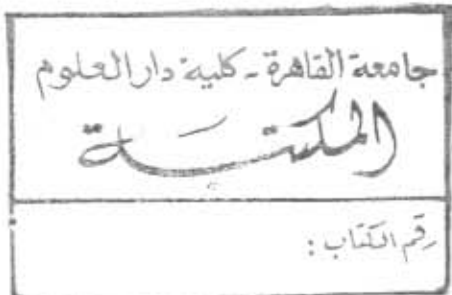 جامعة القاهرة - كلية دار العلوم
المكتبة
رقم الكتاب :